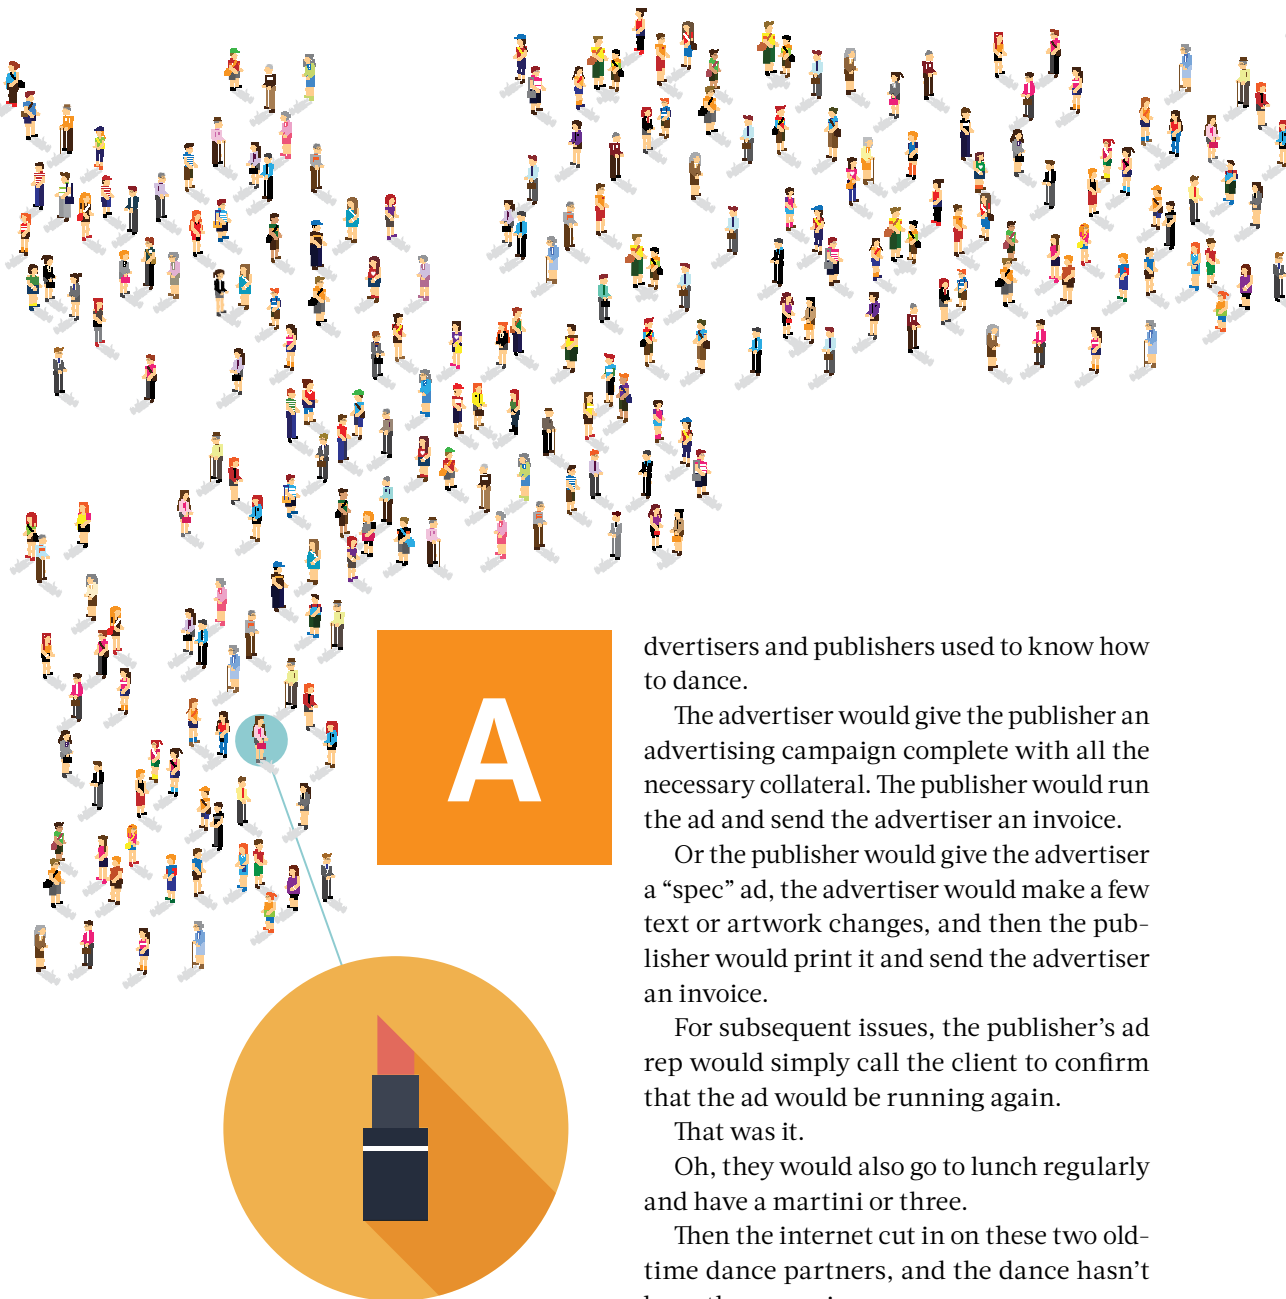 A
dvertisers and publishers used to know how
to dance.
The advertiser would give the publisher an
advertising campaign complete with all the
necessary collateral. The publisher would run
the ad and send the advertiser an invoice.
Or the publisher would give the advertiser
a “spec” ad, the advertiser would make a few
text or artwork changes, and then the pub-
lisher would print it and send the advertiser
an invoice.
For subsequent issues, the publisher’s ad
rep would simply call the client to confirm
that the ad would be running again.
That was it.
Oh, they would also go to lunch regularly
and have a martini or three.
Then the internet cut in on these two old-
time dance partners, and the dance hasn’t